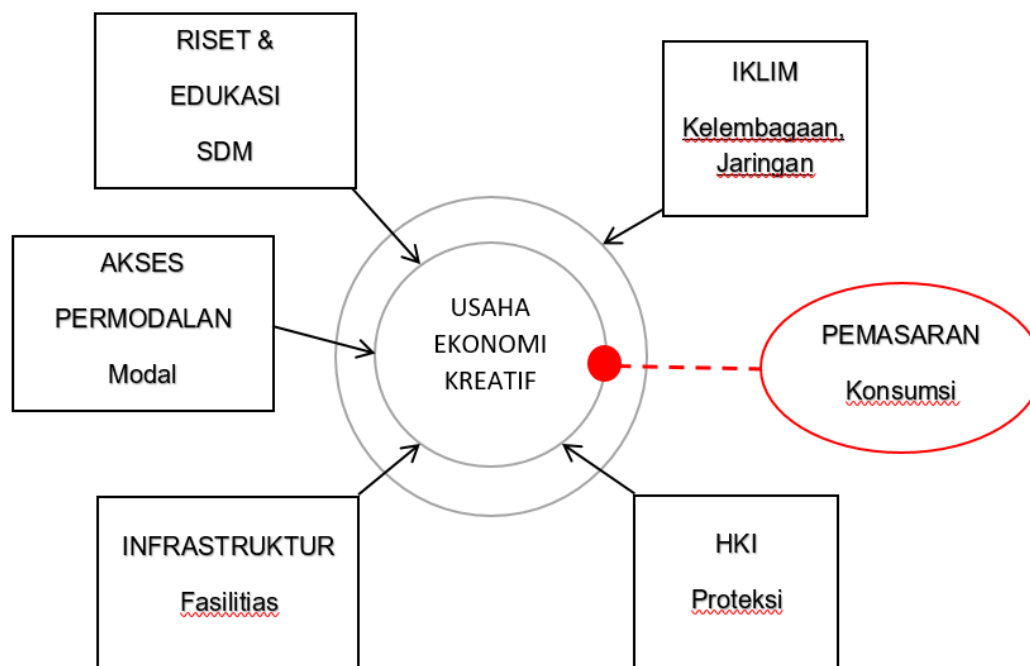 RISET &
EDUKASI
SDM
IKLIM
Kelembagaan,
Jaringan
AKSES
PERMODALAN
Modal
USAHA
EKONOMI
KREATIF
PEMASARAN
Konsumsi
INFRASTRUKTUR
Fasilitias
HKI
Proteksi